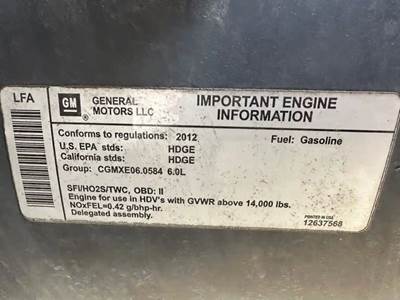 LFA
GM
GENERAL MOTORS LLC
IMPORTANT ENGINE INFORMATION
Conforms to regulations: 2012
Fuel: Gasoline
U.S. EPA stds: HDGE
California stds: HDGE
Group: CGMXE06.0584 6.0L
SFI/HO2S/TWC, OBD: II
Engine for use in HDV's with GVWR above 14,000 lbs.
NOxFEL=0.42 g/bhp-hr.
Delegated assembly.
PRINTED IN USA
12637568